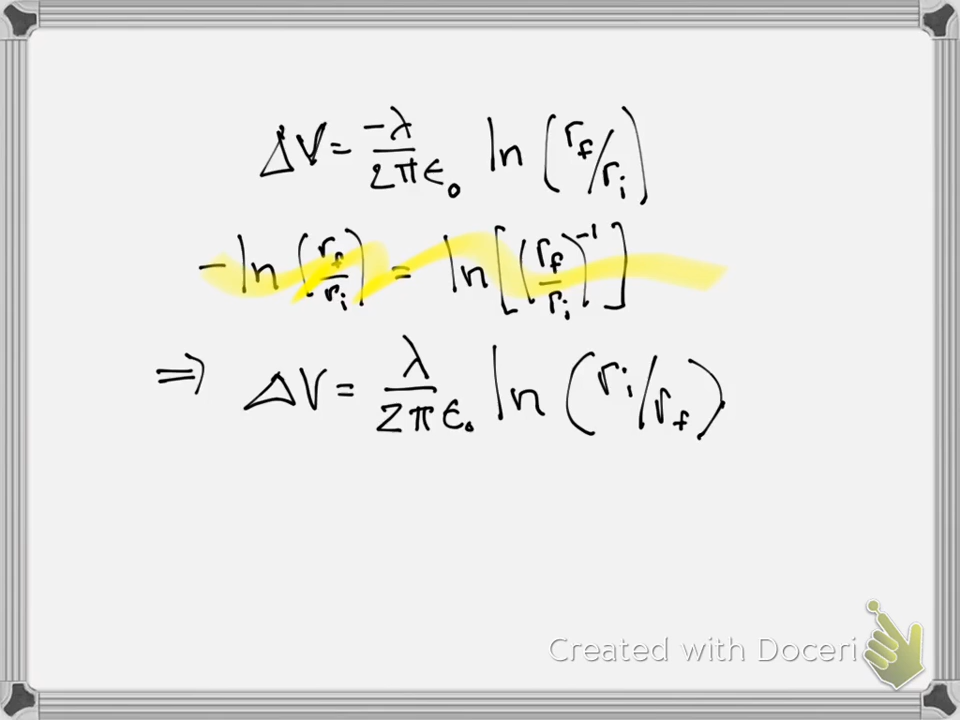 ΔV = -λ/2πϵ₀ ln (r_f/r_i)
-ln (r_f/r_i) = ln [(r_f/r_i)⁻¹]
⇒ ΔV = λ/2πϵ₀ ln (r_i/r_f)
Created with Doceri